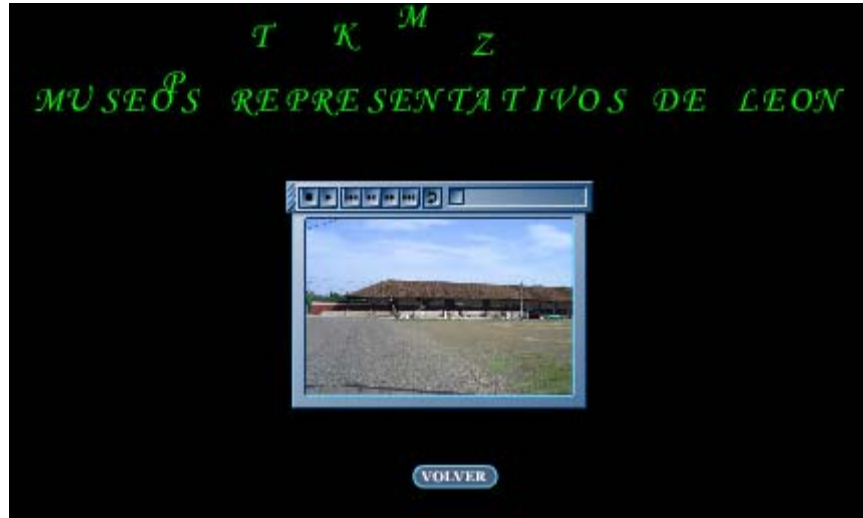 T K M Z
P
MUSEOS REPRESENTATIVOS DE LEON
VOLVER